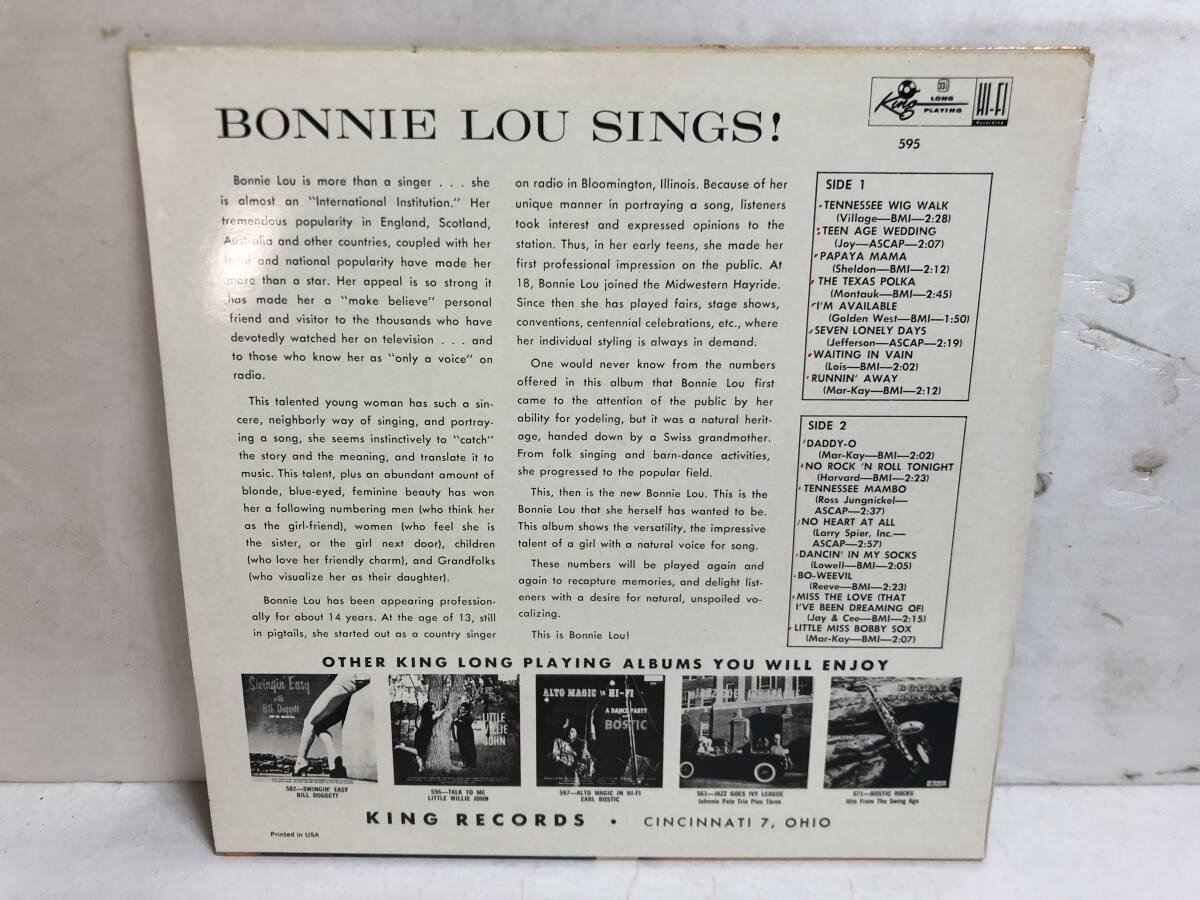 BONNIE LOU SINGS!
King
33⅓
LONG
PLAYING
HI-FI
Recording
595
Bonnie Lou is more than a singer . . . she
is almost an "International Institution." Her
tremendous popularity in England, Scotland,
Australia and other countries, coupled with her
local and national popularity have made her
more than a star. Her appeal is so strong it
has made her a "make believe" personal
friend and visitor to the thousands who have
devotedly watched her on television . . . and
to those who know her as "only a voice" on
radio.
This talented young woman has such a sin-
cere, neighborly way of singing, and portray-
ing a song, she seems instinctively to "catch"
the story and the meaning, and translate it to
music. This talent, plus an abundant amount of
blonde, blue-eyed, feminine beauty has won
her a following numbering men (who think her
as the girl-friend), women (who feel she is
the sister, or the girl next door), children
(who love her friendly charm), and Grandfolks
(who visualize her as their daughter).
Bonnie Lou has been appearing profession-
ally for about 14 years. At the age of 13, still
in pigtails, she started out as a country singer
on radio in Bloomington, Illinois. Because of her
unique manner in portraying a song, listeners
took interest and expressed opinions to the
station. Thus, in her early teens, she made her
first professional impression on the public. At
18, Bonnie Lou joined the Midwestern Hayride.
Since then she has played fairs, stage shows,
conventions, centennial celebrations, etc., where
her individual styling is always in demand.
One would never know from the numbers
offered in this album that Bonnie Lou first
came to the attention of the public by her
ability for yodeling, but it was a natural herit-
age, handed down by a Swiss grandmother.
From folk singing and barn-dance activities,
she progressed to the popular field.
This, then is the new Bonnie Lou. This is the
Bonnie Lou that she herself has wanted to be.
This album shows the versatility, the impressive
talent of a girl with a natural voice for song.
These numbers will be played again and
again to recapture memories, and delight list-
eners with a desire for natural, unspoiled vo-
calizing.
This is Bonnie Lou!
SIDE 1
TENNESSEE WIG WALK
(Village—BMI—2:28)
TEEN AGE WEDDING
(Joy—ASCAP—2:07)
PAPAYA MAMA
(Sheldon—BMI—2:12)
THE TEXAS POLKA
(Montauk—BMI—2:45)
I'M AVAILABLE
(Golden West—BMI—1:50)
SEVEN LONELY DAYS
(Jefferson—ASCAP—2:19)
WAITING IN VAIN
(Lois—BMI—2:02)
RUNNIN' AWAY
(Mar-Kay—BMI—2:12)
SIDE 2
DADDY-O
(Mar-Kay—BMI—2:02)
NO ROCK 'N ROLL TONIGHT
(Harvard—BMI—2:23)
TENNESSEE MAMBO
(Ross Jungnickel—
ASCAP—2:37)
NO HEART AT ALL
(Larry Spier, Inc.—
ASCAP—2:57)
DANCIN' IN MY SOCKS
(Lowell—BMI—2:05)
BO-WEEVIL
(Reeve—BMI—2:23)
MISS THE LOVE (THAT
I'VE BEEN DREAMING OF)
(Jay & Cee—BMI—2:15)
LITTLE MISS BOBBY SOX
(Mar-Kay—BMI—2:07)
OTHER KING LONG PLAYING ALBUMS YOU WILL ENJOY
Swingin' Easy
with
Bill Doggett
LITTLE
WILLIE
JOHN
ALTO MAGIC in HI-FI
A DANCE PARTY
BOSTIC
JAZZ GOES IVY LEAGUE
582—SWINGIN' EASY
BILL DOGGETT
596—TALK TO ME
LITTLE WILLIE JOHN
597—ALTO MAGIC IN HI-FI
EARL BOSTIC
561—JAZZ GOES IVY LEAGUE
Johnnie Pate Trio Plus Three
571—BOSTIC ROCKS
Hits From The Swing Age
KING RECORDS • CINCINNATI 7, OHIO
Printed in USA